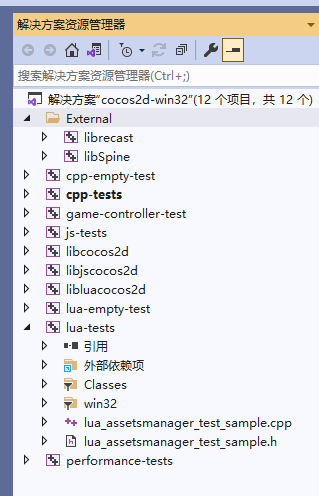 解决方案资源管理器
搜索解决方案资源管理器(Ctrl+;)
解决方案"cocos2d-win32"(12 个项目，共 12 个)
External
librecast
libSpine
cpp-empty-test
cpp-tests
game-controller-test
js-tests
libcocos2d
libjscocos2d
libluacocos2d
lua-empty-test
lua-tests
引用
外部依赖项
Classes
win32
lua_assetsmanager_test_sample.cpp
lua_assetsmanager_test_sample.h
performance-tests